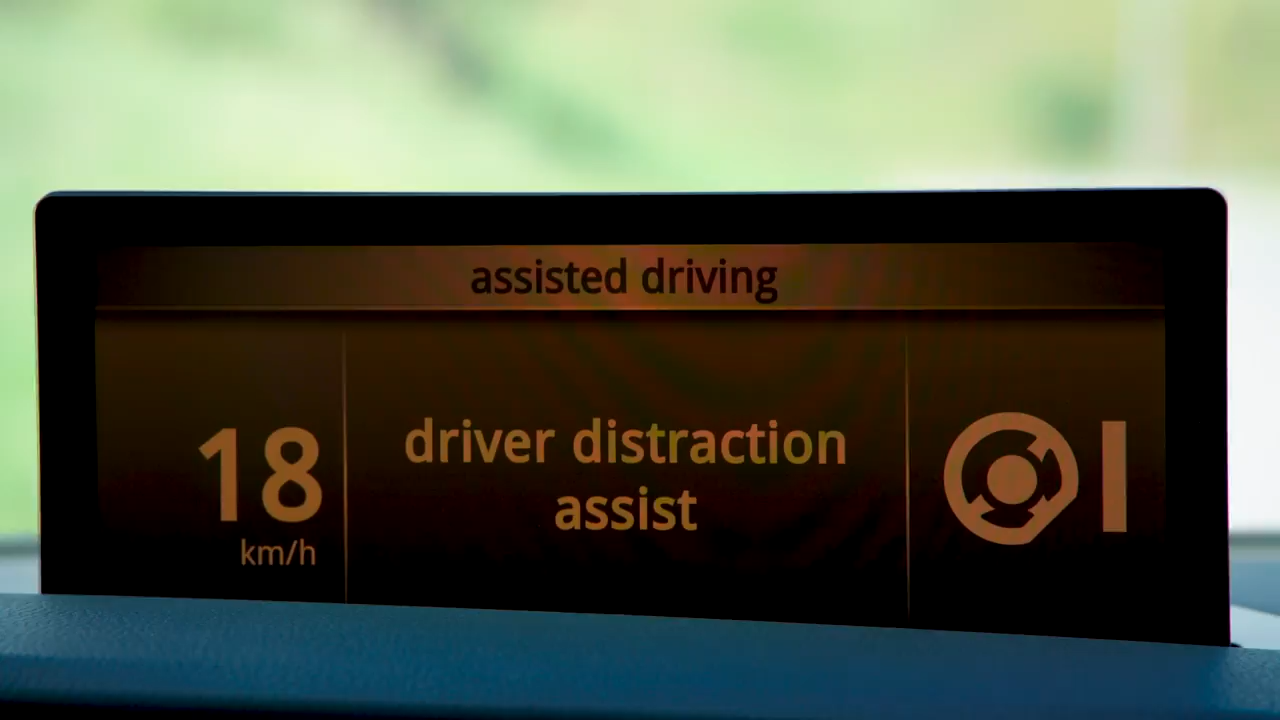 assisted driving
18
km/h
driver distraction
assist